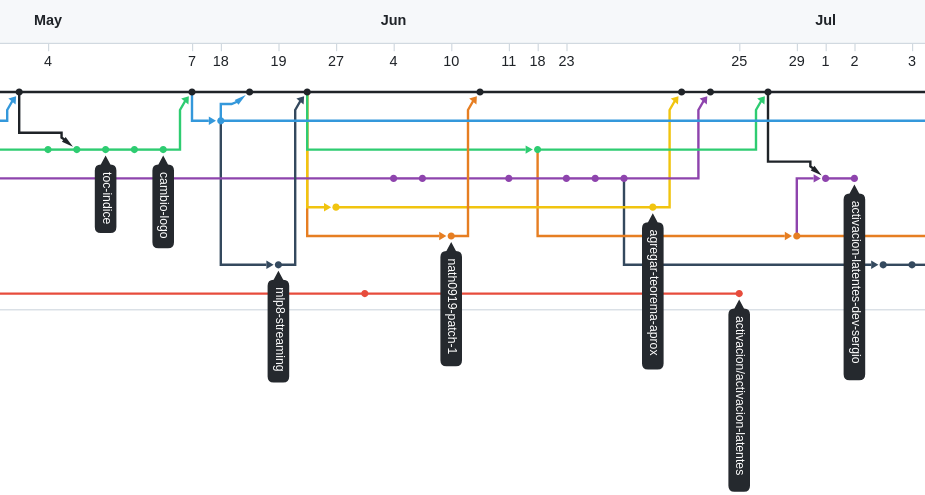 May Jun Jul
4 7 18 19 27 4 10 11 18 23 25 29 1 2 3
toc-indice
cambio-logo
mlp8-streaming
nath0919-patch-1
agregar-teorema-aprox
activacion/activacion-latentes
activacion-latentes-dev-sergio